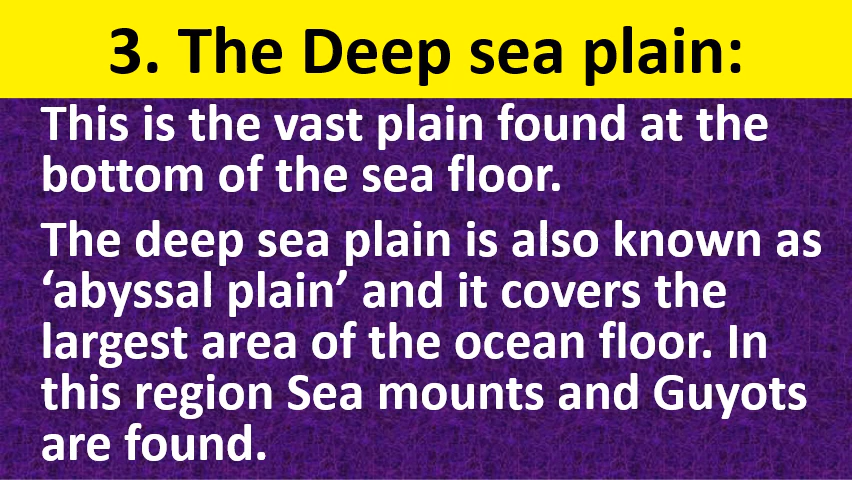 3. The Deep sea plain:
This is the vast plain found at the
bottom of the sea floor.
The deep sea plain is also known as
‘abyssal plain’ and it covers the
largest area of the ocean floor. In
this region Sea mounts and Guyots
are found.